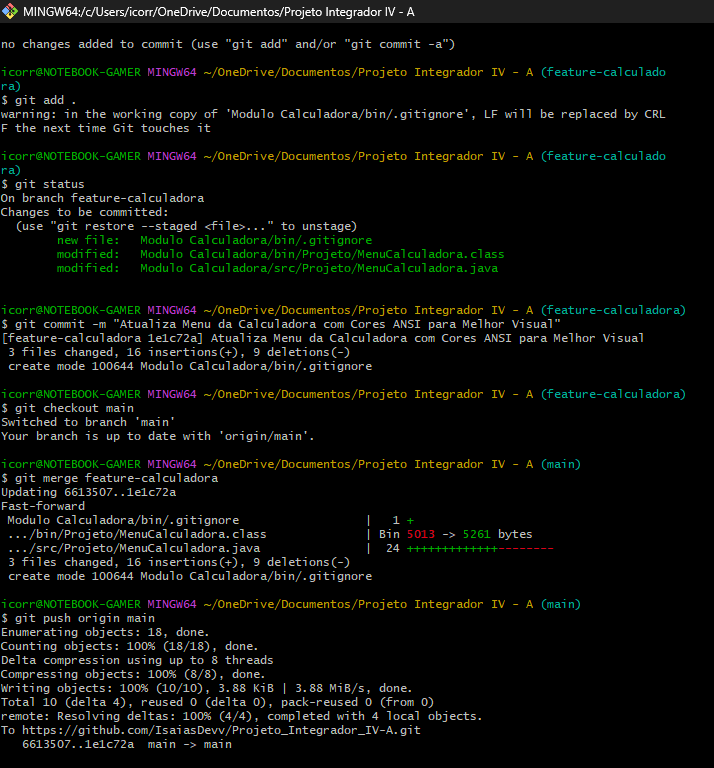 MINGW64:/c/Users/icorr/OneDrive/Documentos/Projeto Integrador IV - A
no changes added to commit (use "git add" and/or "git commit -a")
icorr@NOTEBOOK-GAMER MINGW64 ~/OneDrive/Documentos/Projeto Integrador IV - A (feature-calculado
ra)
$ git add .
warning: in the working copy of 'Modulo Calculadora/bin/.gitignore', LF will be replaced by CRL
F the next time Git touches it
icorr@NOTEBOOK-GAMER MINGW64 ~/OneDrive/Documentos/Projeto Integrador IV - A (feature-calculado
ra)
$ git status
On branch feature-calculadora
Changes to be committed:
  (use "git restore --staged <file>..." to unstage)
        new file:   Modulo Calculadora/bin/.gitignore
        modified:   Modulo Calculadora/bin/Projeto/MenuCalculadora.class
        modified:   Modulo Calculadora/src/Projeto/MenuCalculadora.java
icorr@NOTEBOOK-GAMER MINGW64 ~/OneDrive/Documentos/Projeto Integrador IV - A (feature-calculadora)
$ git commit -m "Atualiza Menu da Calculadora com Cores ANSI para Melhor Visual"
[feature-calculadora 1e1c72a] Atualiza Menu da Calculadora com Cores ANSI para Melhor Visual
 3 files changed, 16 insertions(+), 9 deletions(-)
 create mode 100644 Modulo Calculadora/bin/.gitignore
icorr@NOTEBOOK-GAMER MINGW64 ~/OneDrive/Documentos/Projeto Integrador IV - A (feature-calculadora)
$ git checkout main
Switched to branch 'main'
Your branch is up to date with 'origin/main'.
icorr@NOTEBOOK-GAMER MINGW64 ~/OneDrive/Documentos/Projeto Integrador IV - A (main)
$ git merge feature-calculadora
Updating 6613507..1e1c72a
Fast-forward
 Modulo Calculadora/bin/.gitignore                 |   1 +
 .../bin/Projeto/MenuCalculadora.class             | Bin 5013 -> 5261 bytes
 .../src/Projeto/MenuCalculadora.java              |  24 +++++++++++++--------
 3 files changed, 16 insertions(+), 9 deletions(-)
 create mode 100644 Modulo Calculadora/bin/.gitignore
icorr@NOTEBOOK-GAMER MINGW64 ~/OneDrive/Documentos/Projeto Integrador IV - A (main)
$ git push origin main
Enumerating objects: 18, done.
Counting objects: 100% (18/18), done.
Delta compression using up to 8 threads
Compressing objects: 100% (8/8), done.
Writing objects: 100% (10/10), 3.88 KiB | 3.88 MiB/s, done.
Total 10 (delta 4), reused 0 (delta 0), pack-reused 0 (from 0)
remote: Resolving deltas: 100% (4/4), completed with 4 local objects.
To https://github.com/IsaiasDevv/Projeto_Integrador_IV-A.git
   6613507..1e1c72a  main -> main